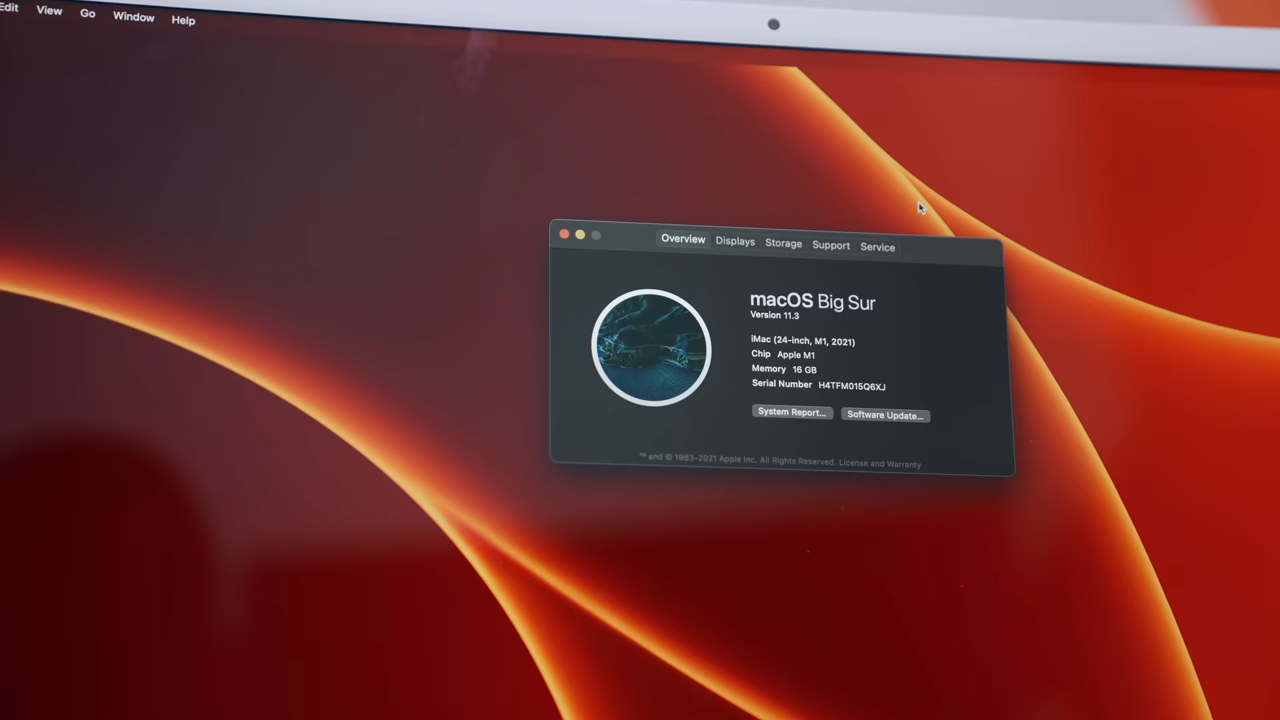 Edit View Go Window Help
Overview Displays Storage Support Service
macOS Big Sur
Version 11.3
iMac (24-inch, M1, 2021)
Chip Apple M1
Memory 16 GB
Serial Number H4TFM015Q6XJ
System Report... Software Update...
™ and © 1983-2021 Apple Inc. All Rights Reserved. License and Warranty